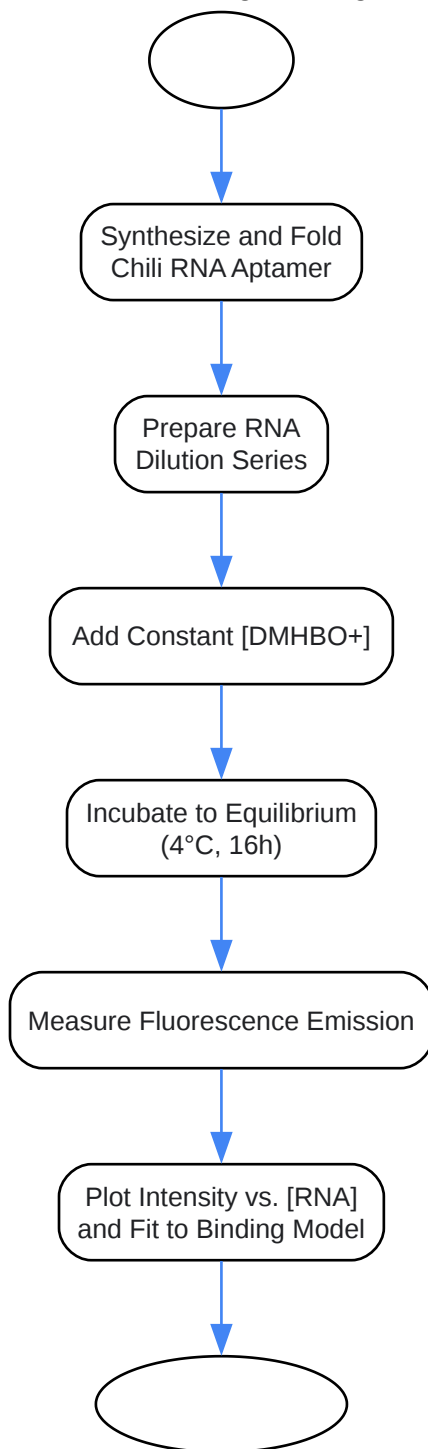 Synthesize and Fold
Chili RNA Aptamer
Prepare RNA
Dilution Series
Add Constant [DMHBO+]
Incubate to Equilibrium
(4°C, 16h)
Measure Fluorescence Emission
Plot Intensity vs. [RNA]
and Fit to Binding Model